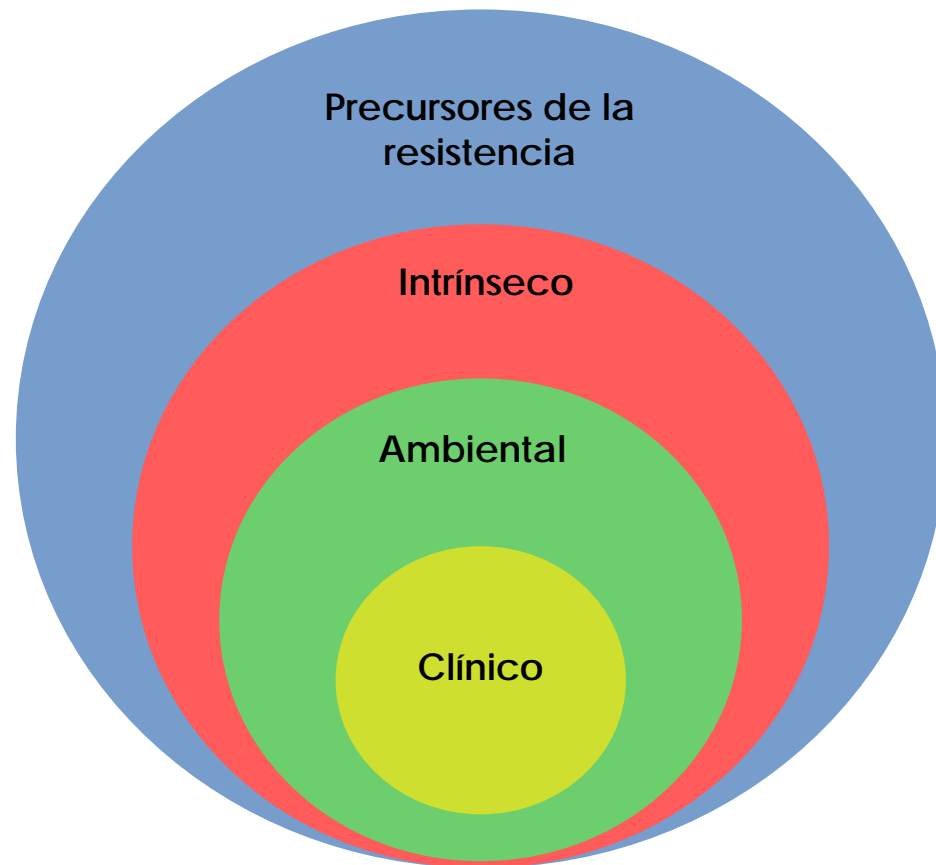 Precursores de la
resistencia
Intrínseco
Ambiental
Clínico